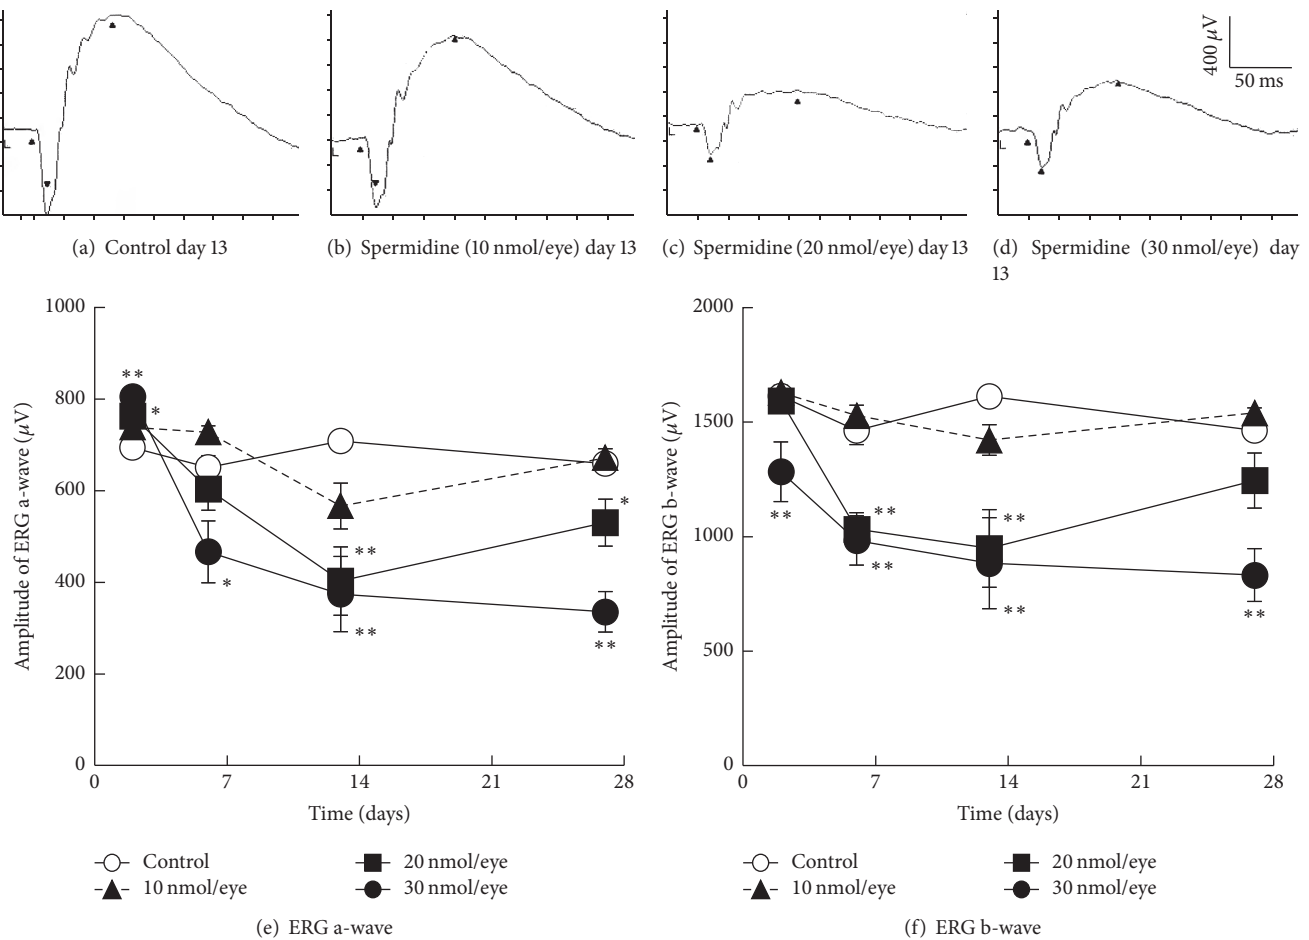 400 μV
50 ms
(a) Control day 13
(b) Spermidine (10 nmol/eye) day 13
(c) Spermidine (20 nmol/eye) day 13
(d) Spermidine (30 nmol/eye) day
13
1000
800
600
400
200
0
Amplitude of ERG a-wave (μV)
**
*
*
**
**
*
**
0 7 14 21 28
Time (days)
Control
10 nmol/eye
20 nmol/eye
30 nmol/eye
(e) ERG a-wave
2000
1500
1000
500
0
Amplitude of ERG b-wave (μV)
**
**
**
**
**
**
0 7 14 21 28
Time (days)
Control
10 nmol/eye
20 nmol/eye
30 nmol/eye
(f) ERG b-wave